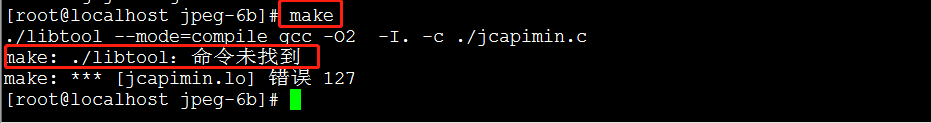 [root@localhost jpeg-6b]# make
./libtool --mode=compile gcc -O2  -I. -c ./jcapimin.c
make: ./libtool：命令未找到
make: *** [jcapimin.lo] 错误 127
[root@localhost jpeg-6b]#